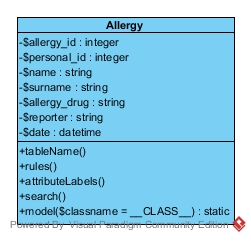 Allergy
-$allergy_id : integer
-$personal_id : integer
-$name : string
-$surname : string
-$allergy_drug : string
-$reporter : string
-$date : datetime
+tableName()
+rules()
+attributeLabels()
+search()
+model($classname = __CLASS__) : static
Powered By Visual Paradigm Community Edition